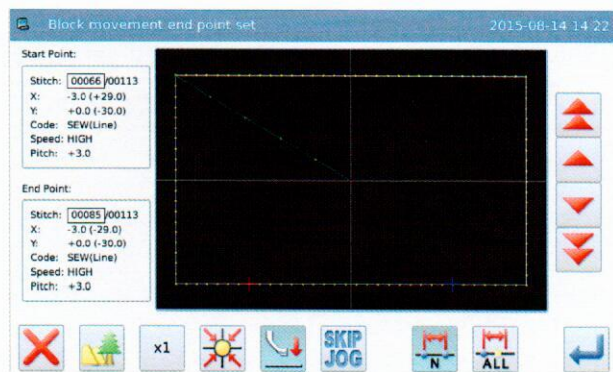 Block movement end point set 2015-08-14 14:22
Start Point:
Stitch: 00066/00113
X: -3.0 (+29.0)
Y: +0.0 (-30.0)
Code: SEW(Line)
Speed: HIGH
Pitch: +3.0
End Point:
Stitch: 00085/00113
X: -3.0 (-29.0)
Y: +0.0 (-30.0)
Code: SEW(Line)
Speed: HIGH
Pitch: +3.0
x1
SKIP
JOG
N
ALL